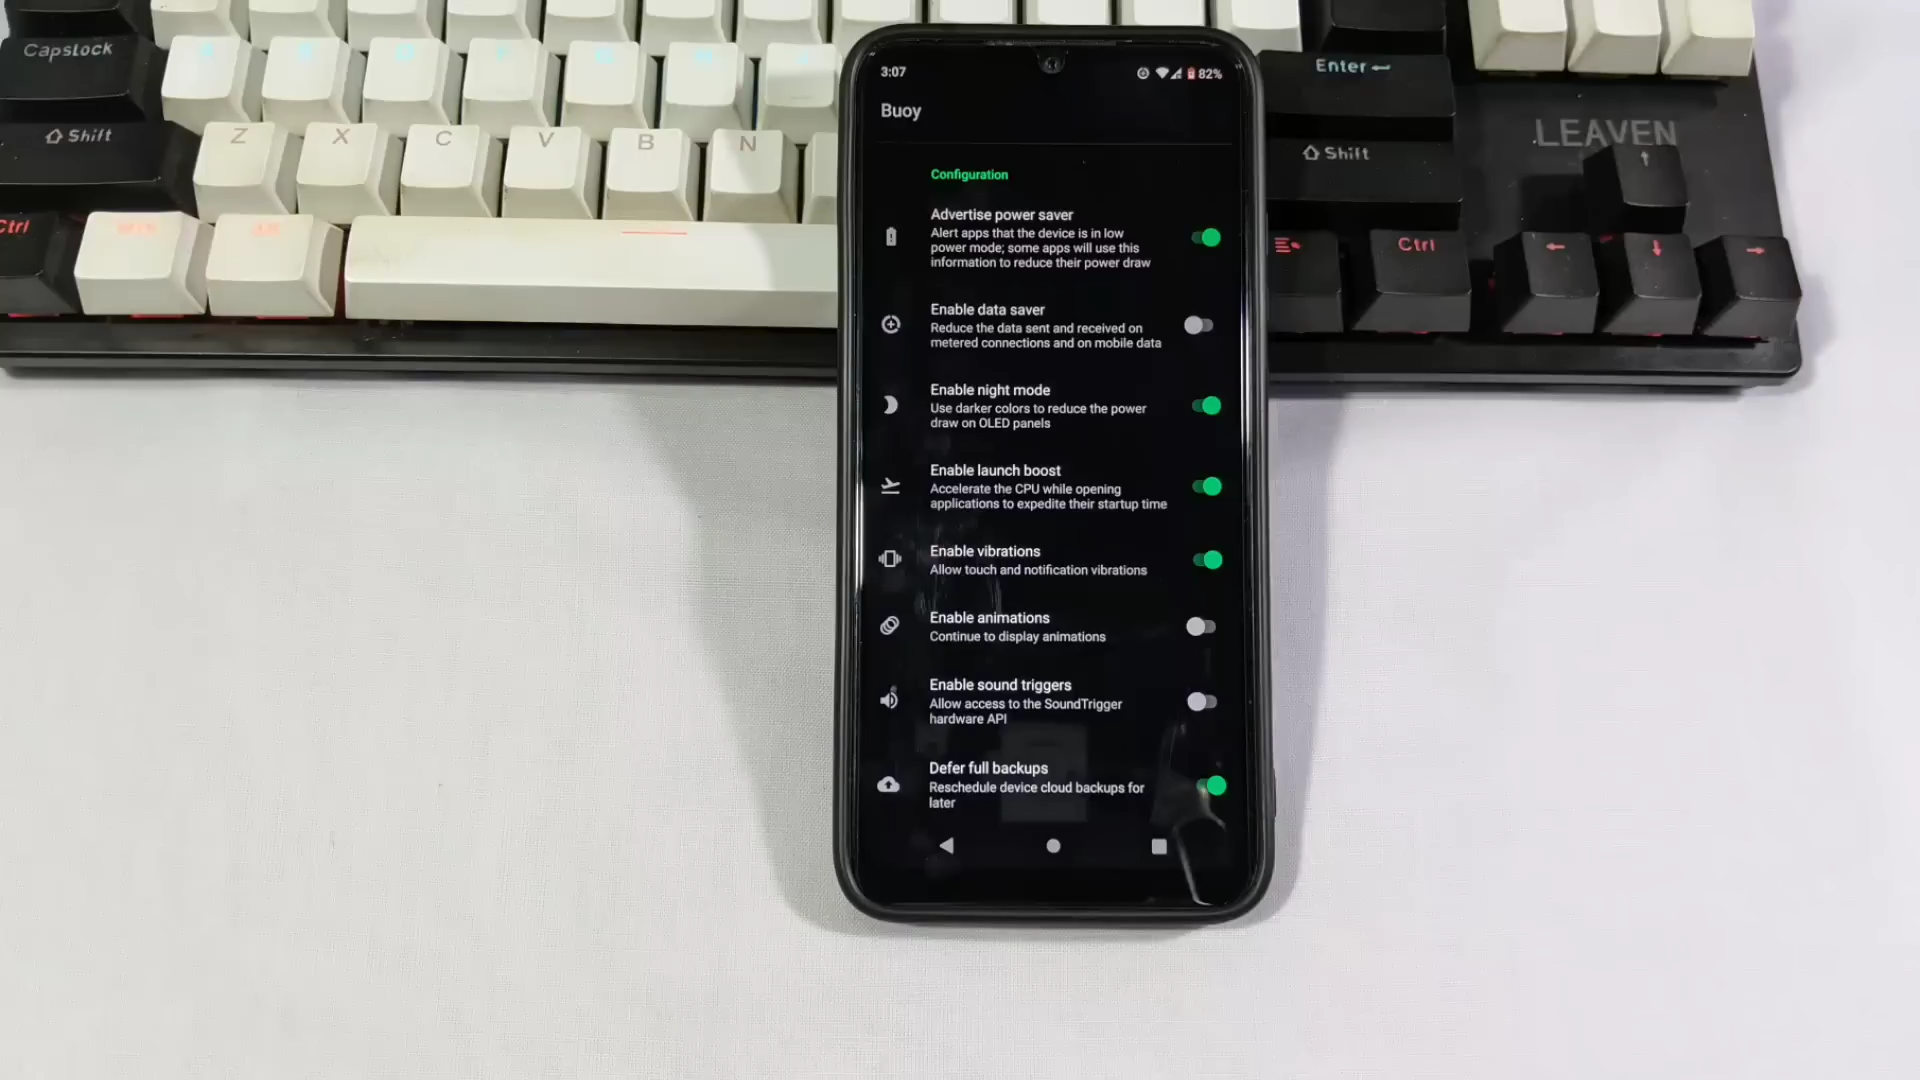 Capslock
Shift
Z X C V B N
Ctrl
Enter
Shift
Ctrl
LEAVEN
3:07
82%
Buoy
Configuration
Advertise power saver
Alert apps that the device is in low
power mode; some apps will use this
information to reduce their power draw
Enable data saver
Reduce the data sent and received on
metered connections and on mobile data
Enable night mode
Use darker colors to reduce the power
draw on OLED panels
Enable launch boost
Accelerate the CPU while opening
applications to expedite their startup time
Enable vibrations
Allow touch and notification vibrations
Enable animations
Continue to display animations
Enable sound triggers
Allow access to the SoundTrigger
hardware API
Defer full backups
Reschedule device cloud backups for
later